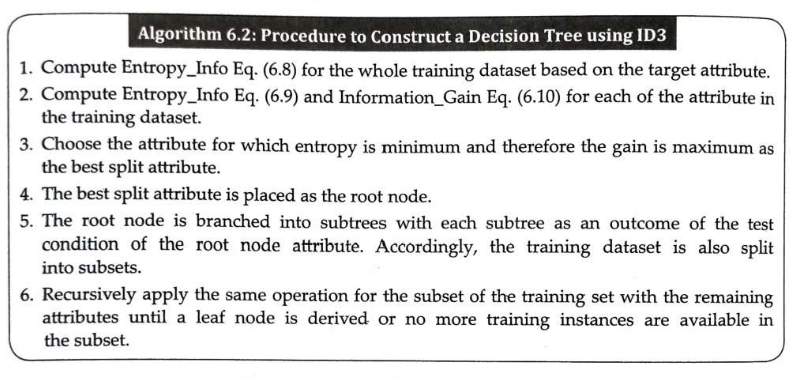 Algorithm 6.2: Procedure to Construct a Decision Tree using ID3
1. Compute Entropy_Info Eq. (6.8) for the whole training dataset based on the target attribute.
2. Compute Entropy_Info Eq. (6.9) and Information_Gain Eq. (6.10) for each of the attribute in
the training dataset.
3. Choose the attribute for which entropy is minimum and therefore the gain is maximum as
the best split attribute.
4. The best split attribute is placed as the root node.
5. The root node is branched into subtrees with each subtree as an outcome of the test
condition of the root node attribute. Accordingly, the training dataset is also split
into subsets.
6. Recursively apply the same operation for the subset of the training set with the remaining
attributes until a leaf node is derived or no more training instances are available in
the subset.